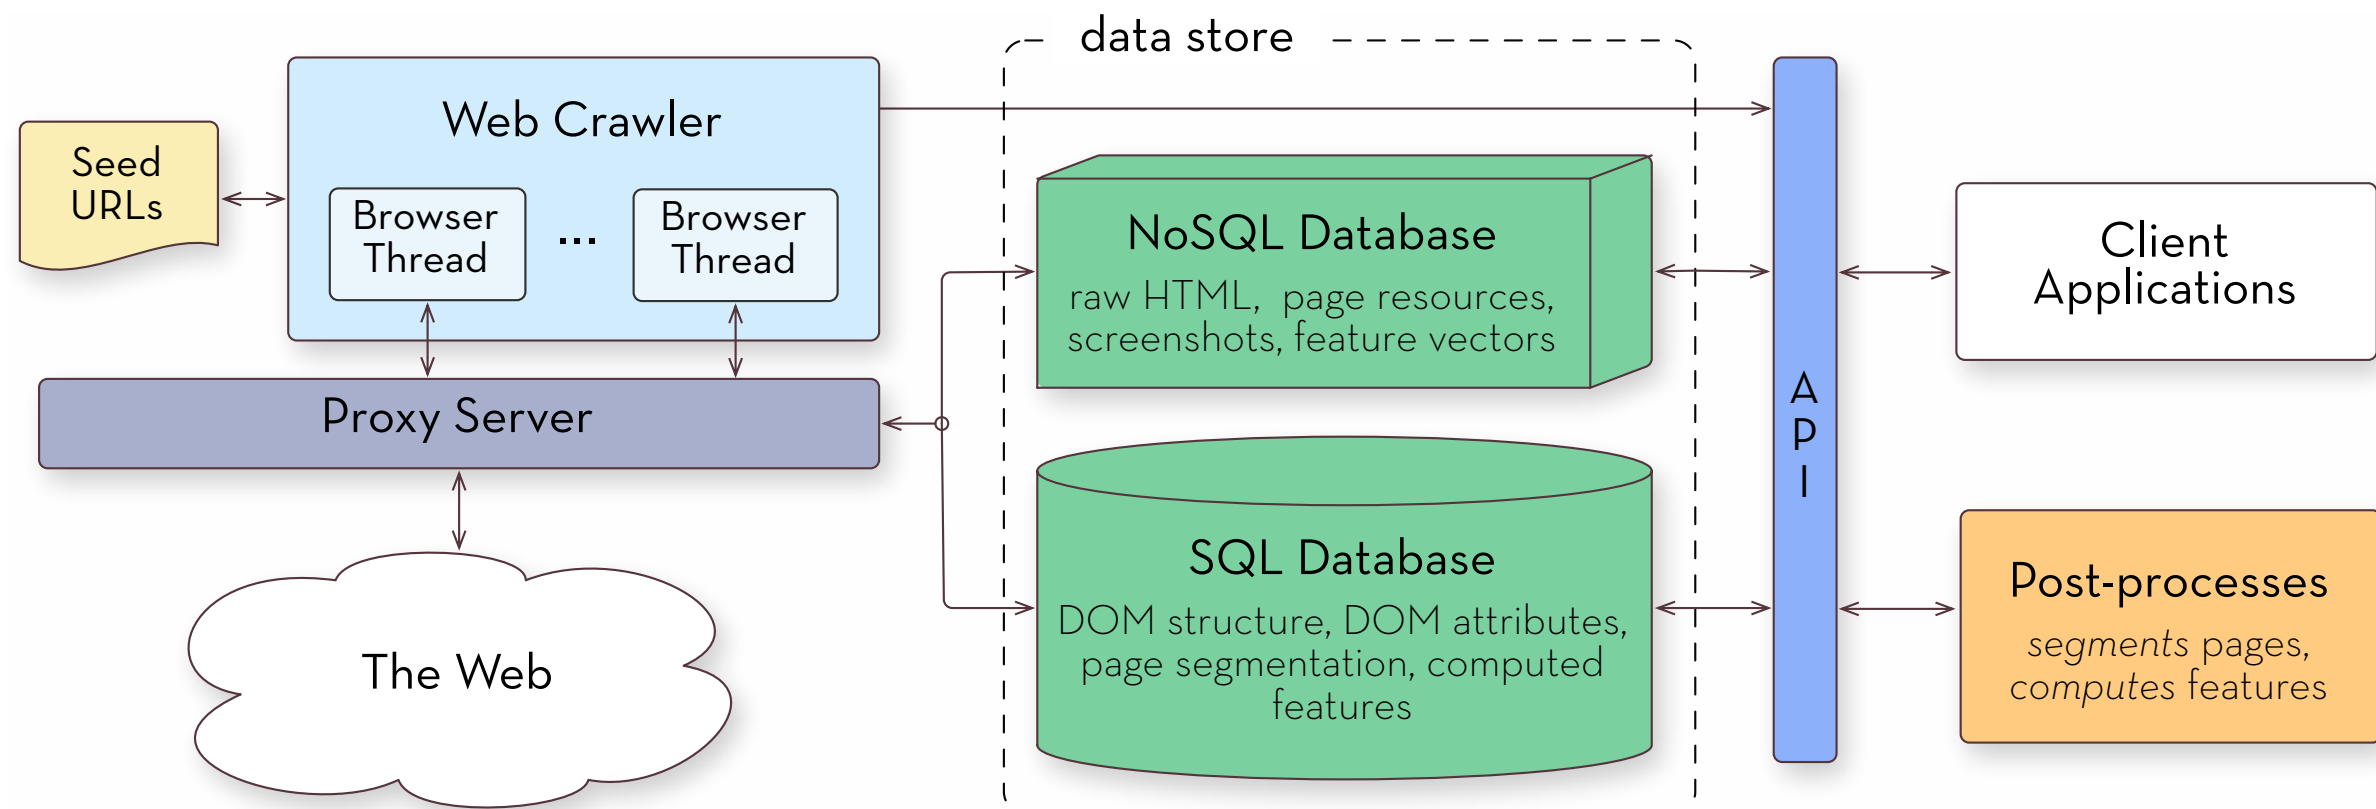 data store
Web Crawler
Seed
URLs
Browser
Thread
...
Browser
Thread
NoSQL Database
raw HTML, page resources,
screenshots, feature vectors
Client
Applications
A
P
I
Proxy Server
SQL Database
DOM structure, DOM attributes,
page segmentation, computed
features
Post-processes
segments pages,
computes features
The Web